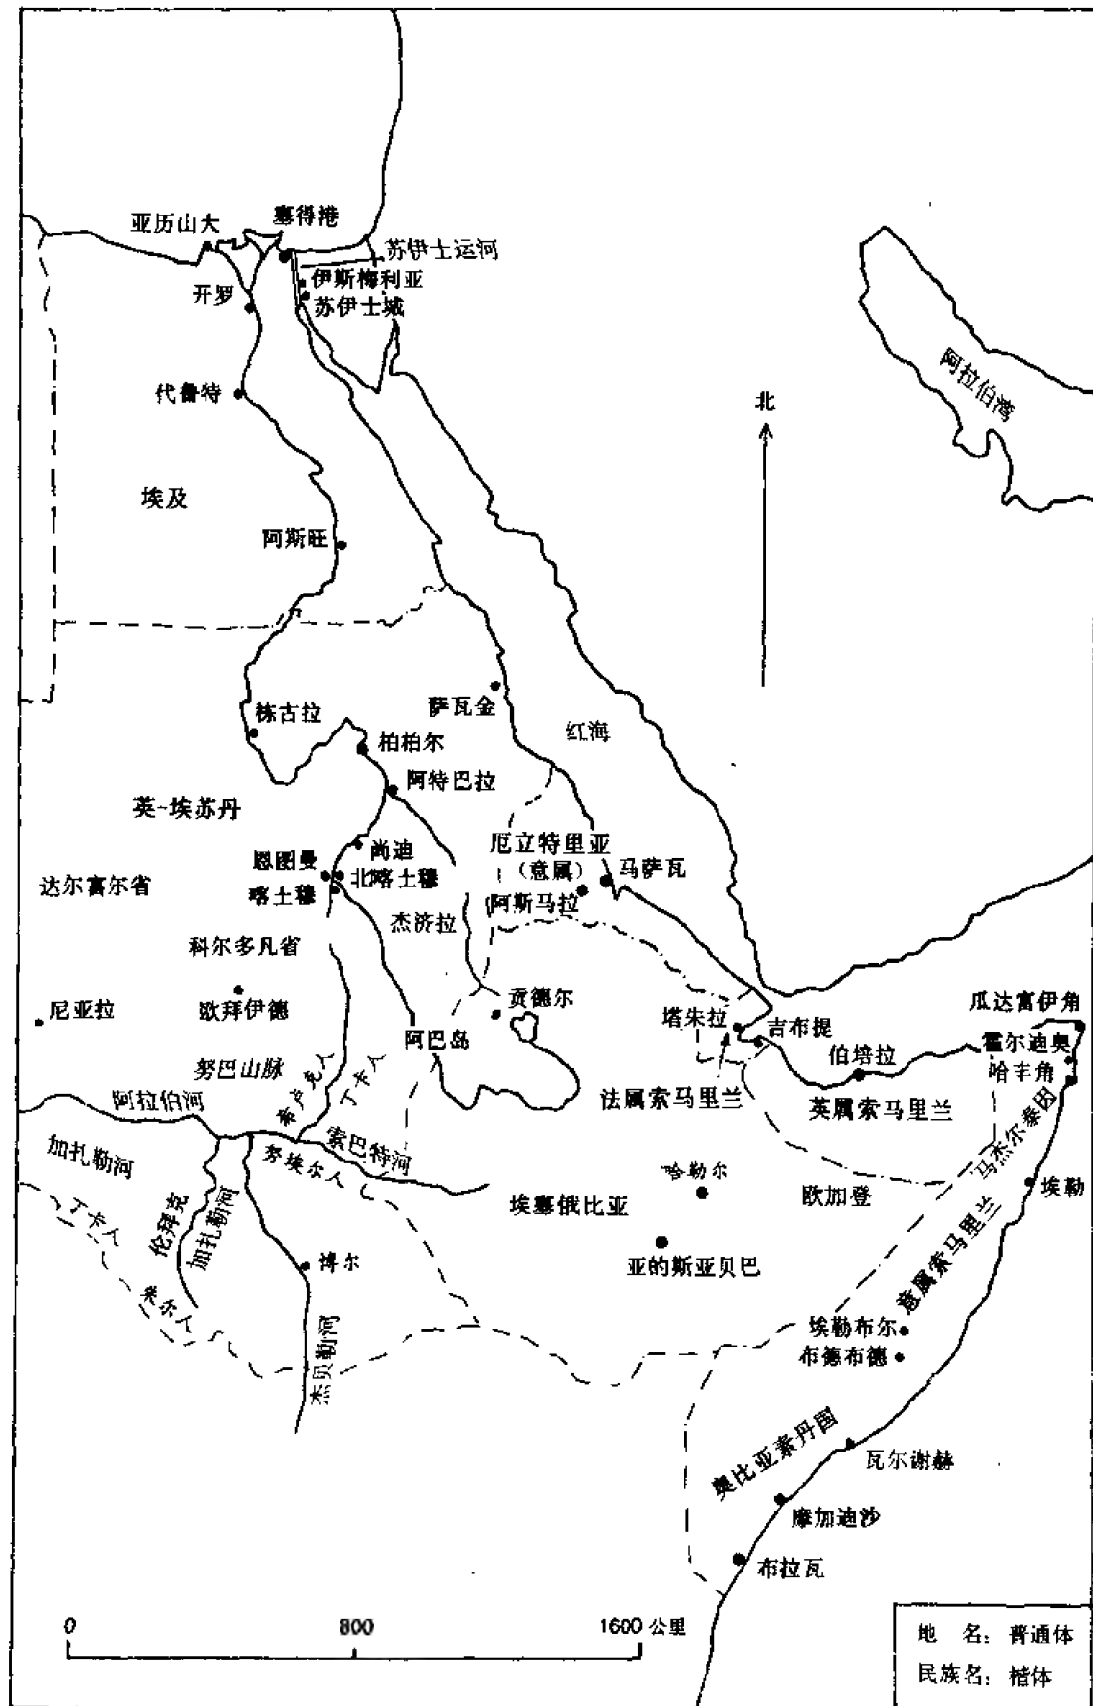 塞得港
亚历山大
苏伊士运河
伊斯梅利亚
开罗
苏伊士城
阿拉伯湾
代鲁特
北
埃及
阿斯旺
萨瓦金
栋古拉
红海
柏柏尔
阿特巴拉
英-埃苏丹
尚迪
厄立特里亚
(意属)
恩图曼
北喀土穆
马萨瓦
达尔富尔省
喀土穆
阿斯马拉
杰济拉
科尔多凡省
尼亚拉
欧拜伊德
贡德尔
瓜达富伊角
塔朱拉
吉布提
阿巴岛
霍尔迪奥
伯培拉
努巴山脉
哈丰角
希卢克人
丁卡人
阿拉伯河
法属索马里兰
英属索马里兰
马杰尔泰因
加扎勒河
索巴特河
努埃尔人
哈勒尔
埃塞俄比亚
欧加登
埃勒
丁卡人
伦拜克
加扎勒河
意属索马里兰
博尔
亚的斯亚贝巴
朱尔人
埃勒布尔
布德布德
杰贝勒河
奥比亚素丹国
瓦尔谢赫
摩加迪沙
布拉瓦
0 800 1600 公里
地 名：普通体
民族名：楷体